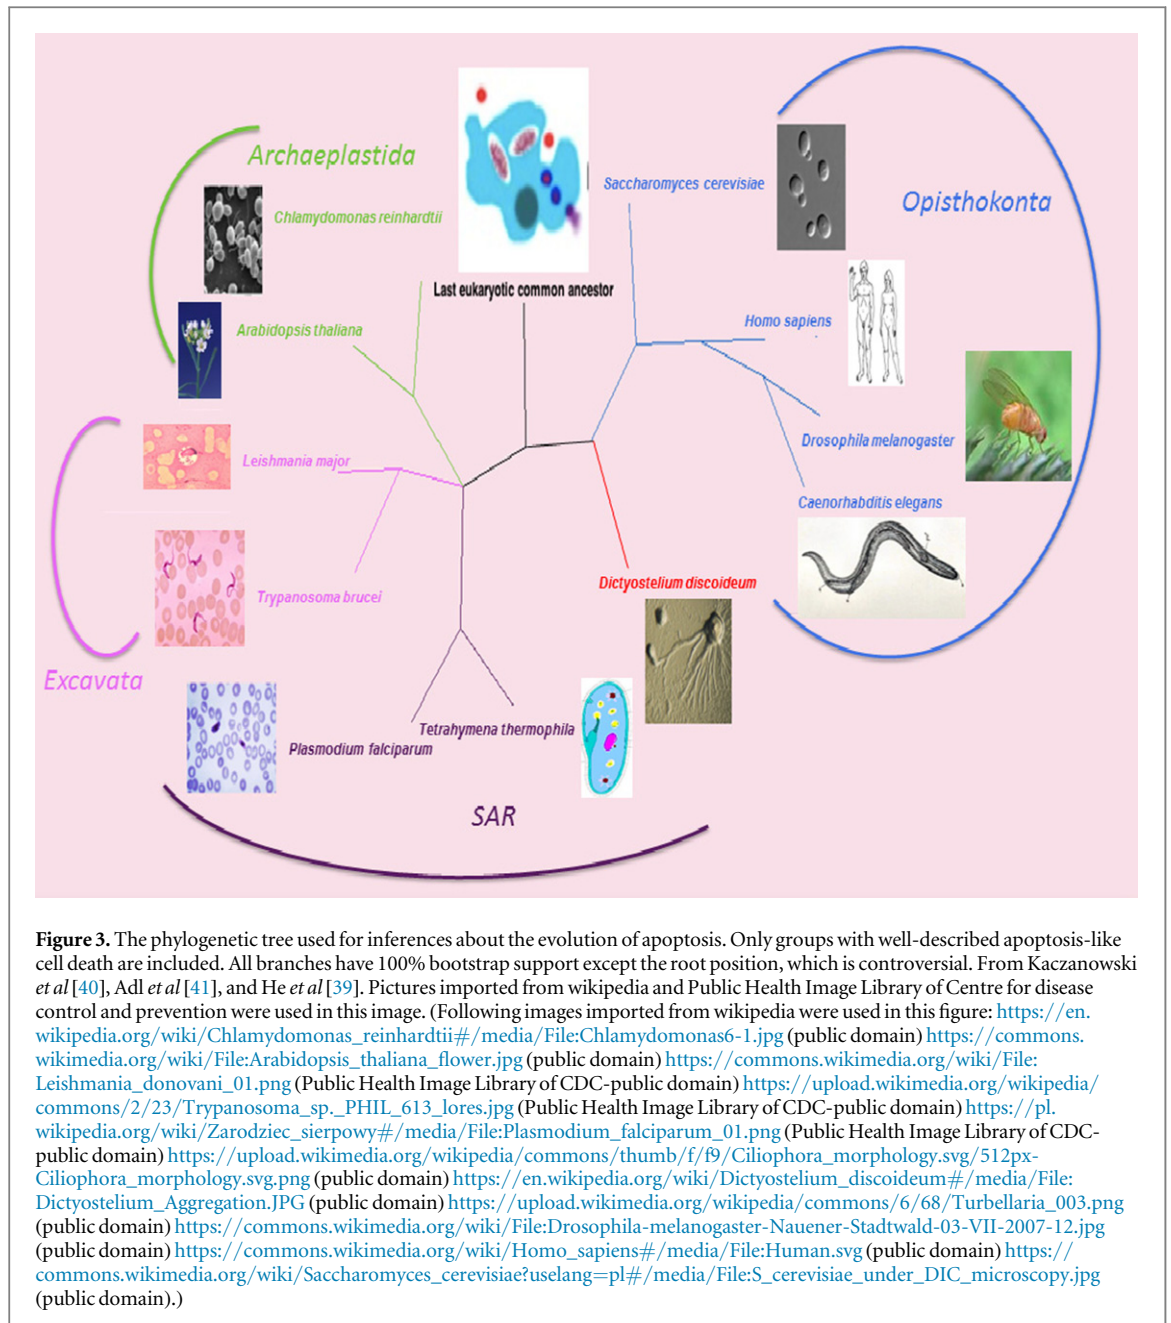 Archaeplastida
Chlamydomonas reinhardtii
Arabidopsis thaliana
Last eukaryotic common ancestor
Saccharomyces cerevisiae
Opisthokonta
Homo sapiens
Drosophila melanogaster
Caenorhabditis elegans
Leishmania major
Trypanosoma brucei
Excavata
Dictyostelium discoideum
Tetrahymena thermophila
Plasmodium falciparum
SAR
Figure 3. The phylogenetic tree used for inferences about the evolution of apoptosis. Only groups with well-described apoptosis-like
cell death are included. All branches have 100% bootstrap support except the root position, which is controversial. From Kaczanowski
et al [40], Adl et al [41], and He et al [39]. Pictures imported from wikipedia and Public Health Image Library of Centre for disease
control and prevention were used in this image. (Following images imported from wikipedia were used in this figure: https://en.
wikipedia.org/wiki/Chlamydomonas_reinhardtii#/media/File:Chlamydomonas6-1.jpg (public domain) https://commons.
wikimedia.org/wiki/File:Arabidopsis_thaliana_flower.jpg (public domain) https://commons.wikimedia.org/wiki/File:
Leishmania_donovani_01.png (Public Health Image Library of CDC-public domain) https://upload.wikimedia.org/wikipedia/
commons/2/23/Trypanosoma_sp._PHIL_613_lores.jpg (Public Health Image Library of CDC-public domain) https://pl.
wikipedia.org/wiki/Zarodziec_sierpowy#/media/File:Plasmodium_falciparum_01.png (Public Health Image Library of CDC-
public domain) https://upload.wikimedia.org/wikipedia/commons/thumb/f/f9/Ciliophora_morphology.svg/512px-
Ciliophora_morphology.svg.png (public domain) https://en.wikipedia.org/wiki/Dictyostelium_discoideum#/media/File:
Dictyostelium_Aggregation.JPG (public domain) https://upload.wikimedia.org/wikipedia/commons/6/68/Turbellaria_003.png
(public domain) https://commons.wikimedia.org/wiki/File:Drosophila-melanogaster-Nauener-Stadtwald-03-VII-2007-12.jpg
(public domain) https://commons.wikimedia.org/wiki/Homo_sapiens#/media/File:Human.svg (public domain) https://
commons.wikimedia.org/wiki/Saccharomyces_cerevisiae?uselang=pl#/media/File:S_cerevisiae_under_DIC_microscopy.jpg
(public domain).)